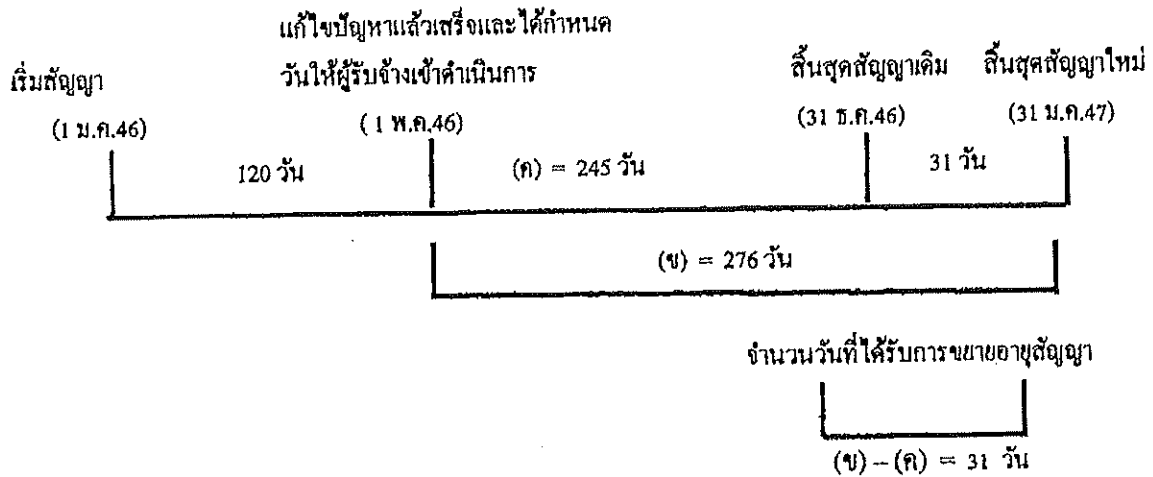 แก้ไขปัญหาแล้วเสร็จและได้กำหนด
เริ่มสัญญา วันให้ผู้รับจ้างเข้าดำเนินการ สิ้นสุดสัญญาเดิม สิ้นสุดสัญญาใหม่
(1 ม.ค.46) ( 1 พ.ค.46) (31 ธ.ค.46) (31 ม.ค.47)
120 วัน (ค) = 245 วัน 31 วัน
(ข) = 276 วัน
จำนวนวันที่ได้รับการขยายอายุสัญญา
(ข) – (ค) = 31 วัน